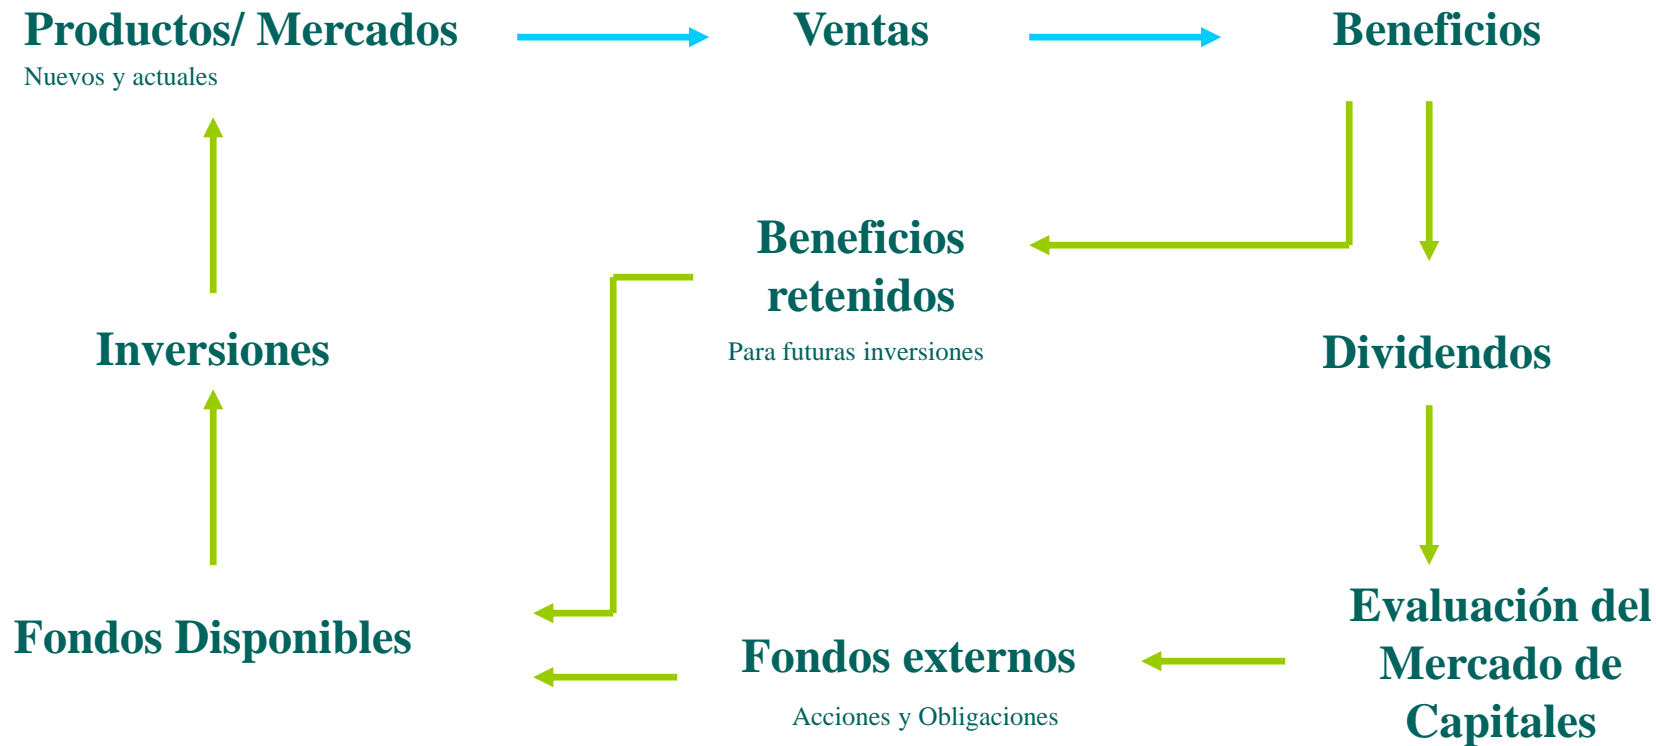 Productos/ Mercados
Nuevos y actuales
Ventas
Beneficios
Beneficios
retenidos
Para futuras inversiones
Inversiones
Dividendos
Fondos Disponibles
Fondos externos
Acciones y Obligaciones
Evaluación del
Mercado de
Capitales